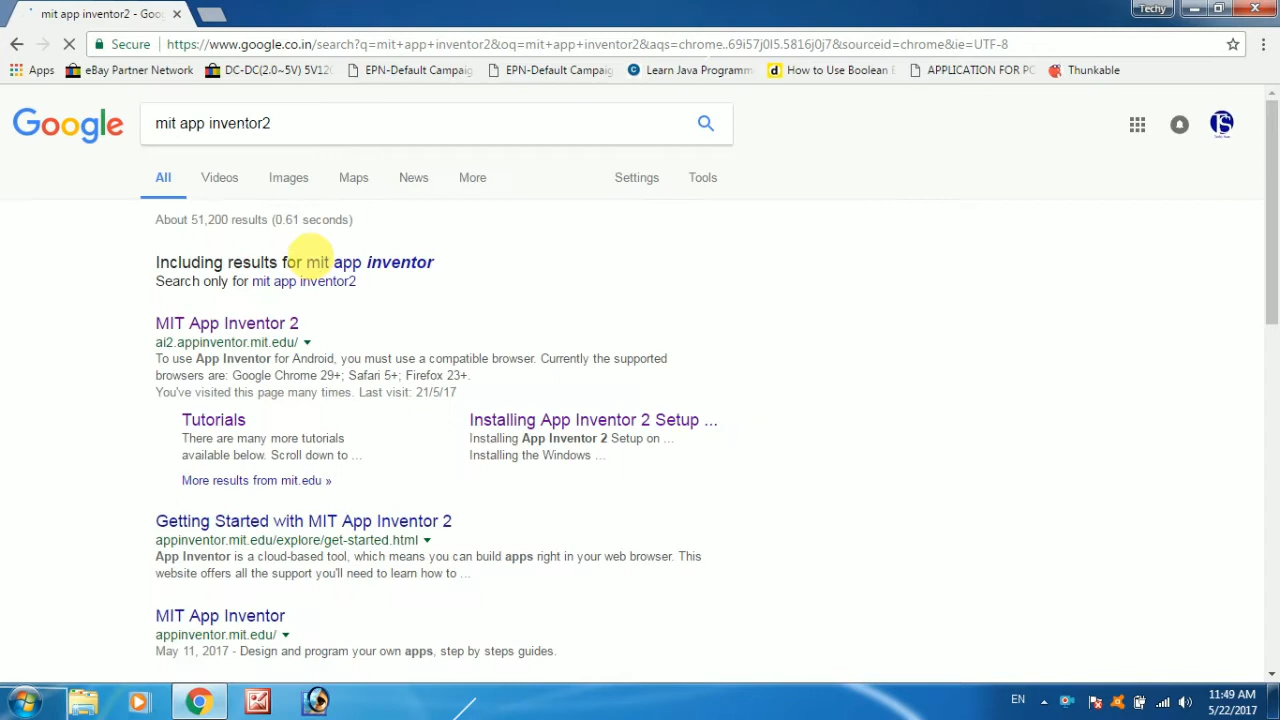 mit app inventor2 - Goo
Techy
Secure
https://www.google.co.in/search?q=mit+app+inventor2&oq=mit+app+inventor2&aqs=chrome..69i57j0l5.5816j0j7&sourceid=chrome&ie=UTF-8
Apps
eBay Partner Network
DC-DC(2.0~5V) 5V12
EPN-Default Campaig
EPN-Default Campaig
Learn Java Programm
How to Use Boolean
APPLICATION FOR PC
Thunkable
Google
mit app inventor2
TS
All
Videos
Images
Maps
News
More
Settings
Tools
About 51,200 results (0.61 seconds)
Including results for mit app inventor
Search only for mit app inventor2
MIT App Inventor 2
ai2.appinventor.mit.edu/
To use App Inventor for Android, you must use a compatible browser. Currently the supported
browsers are: Google Chrome 29+; Safari 5+; Firefox 23+.
You've visited this page many times. Last visit: 21/5/17
Tutorials
There are many more tutorials
available below. Scroll down to ...
Installing App Inventor 2 Setup ...
Installing App Inventor 2 Setup on ...
Installing the Windows ...
More results from mit.edu »
Getting Started with MIT App Inventor 2
appinventor.mit.edu/explore/get-started.html
App Inventor is a cloud-based tool, which means you can build apps right in your web browser. This
website offers all the support you'll need to learn how to ...
MIT App Inventor
appinventor.mit.edu/
May 11, 2017 - Design and program your own apps, step by steps guides.
EN
11:49 AM
5/22/2017